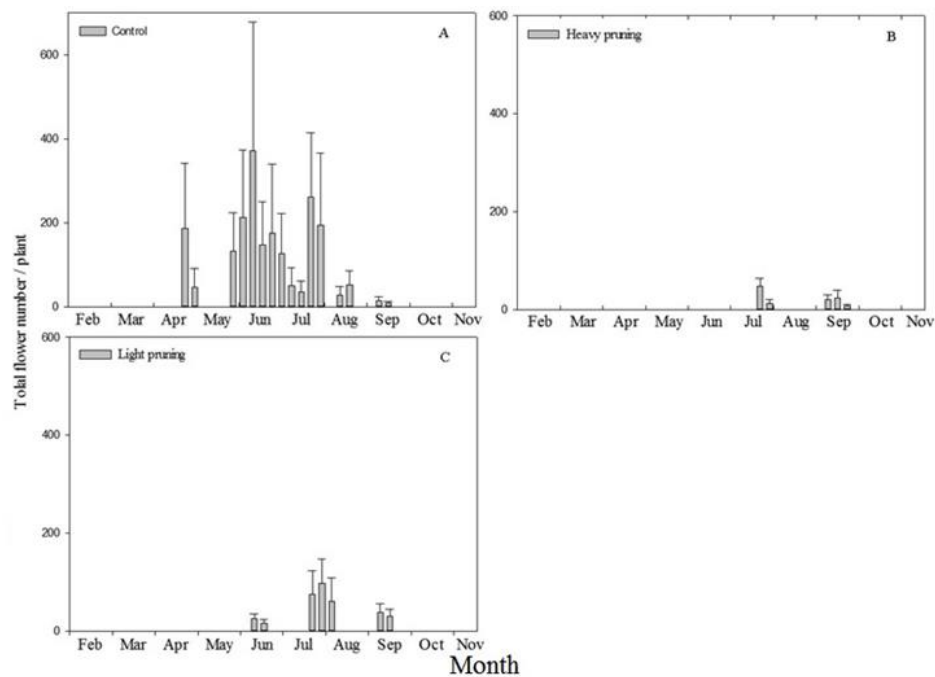 Control
A
600
400
200
0
Feb Mar Apr May Jun Jul Aug Sep Oct Nov
Heavy pruning
B
600
400
200
0
Feb Mar Apr May Jun Jul Aug Sep Oct Nov
Light pruning
C
600
400
200
0
Feb Mar Apr May Jun Jul Aug Sep Oct Nov
Tolal flower number / plant
Month